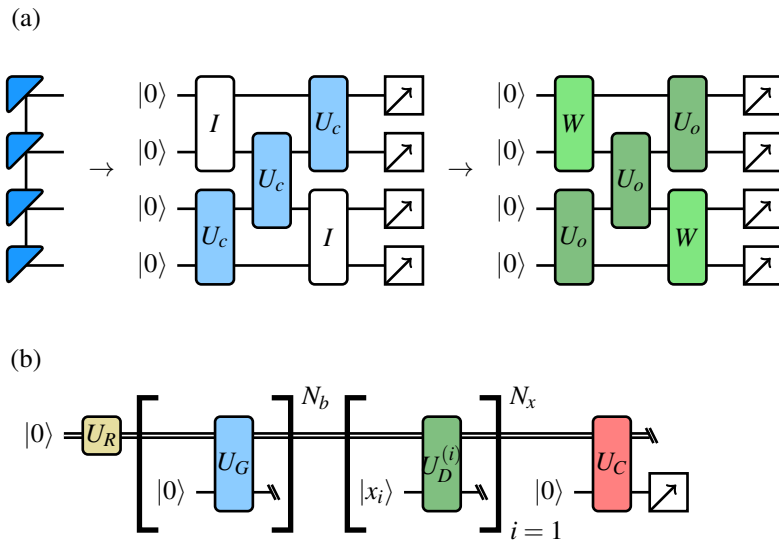 (a)
|0⟩ I U_c |0⟩ W U_o
|0⟩ |0⟩
→ U_c → U_o
|0⟩ U_c I |0⟩ U_o W
|0⟩ |0⟩
(b)
N_b N_x
|0⟩ U_R U_G U_D^{(i)} U_C
|0⟩ |x_i⟩ |0⟩
i = 1